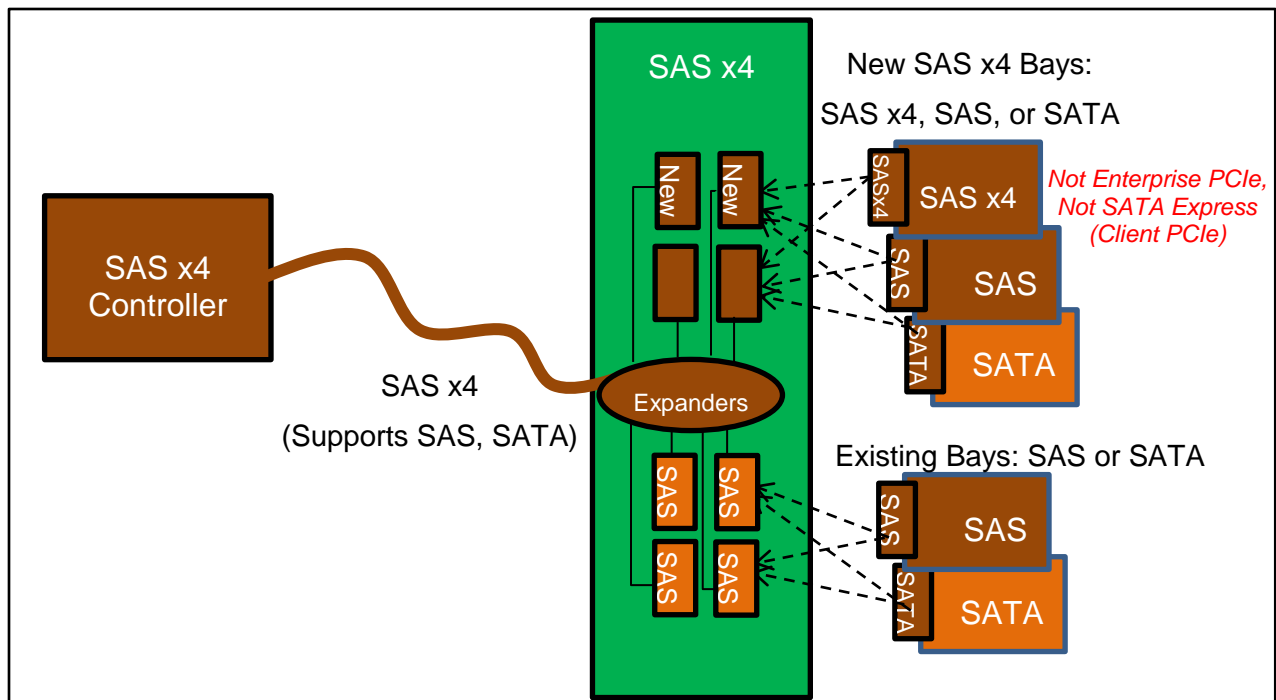 SAS x4
Controller
SAS x4
(Supports SAS, SATA)
SAS x4
New
New
Expanders
SAS
SAS
SAS
SAS
New SAS x4 Bays:
SAS x4, SAS, or SATA
SASx4
SAS x4
Not Enterprise PCIe,
Not SATA Express
(Client PCIe)
SAS
SAS
SATA
SATA
Existing Bays: SAS or SATA
SAS
SAS
SATA
SATA